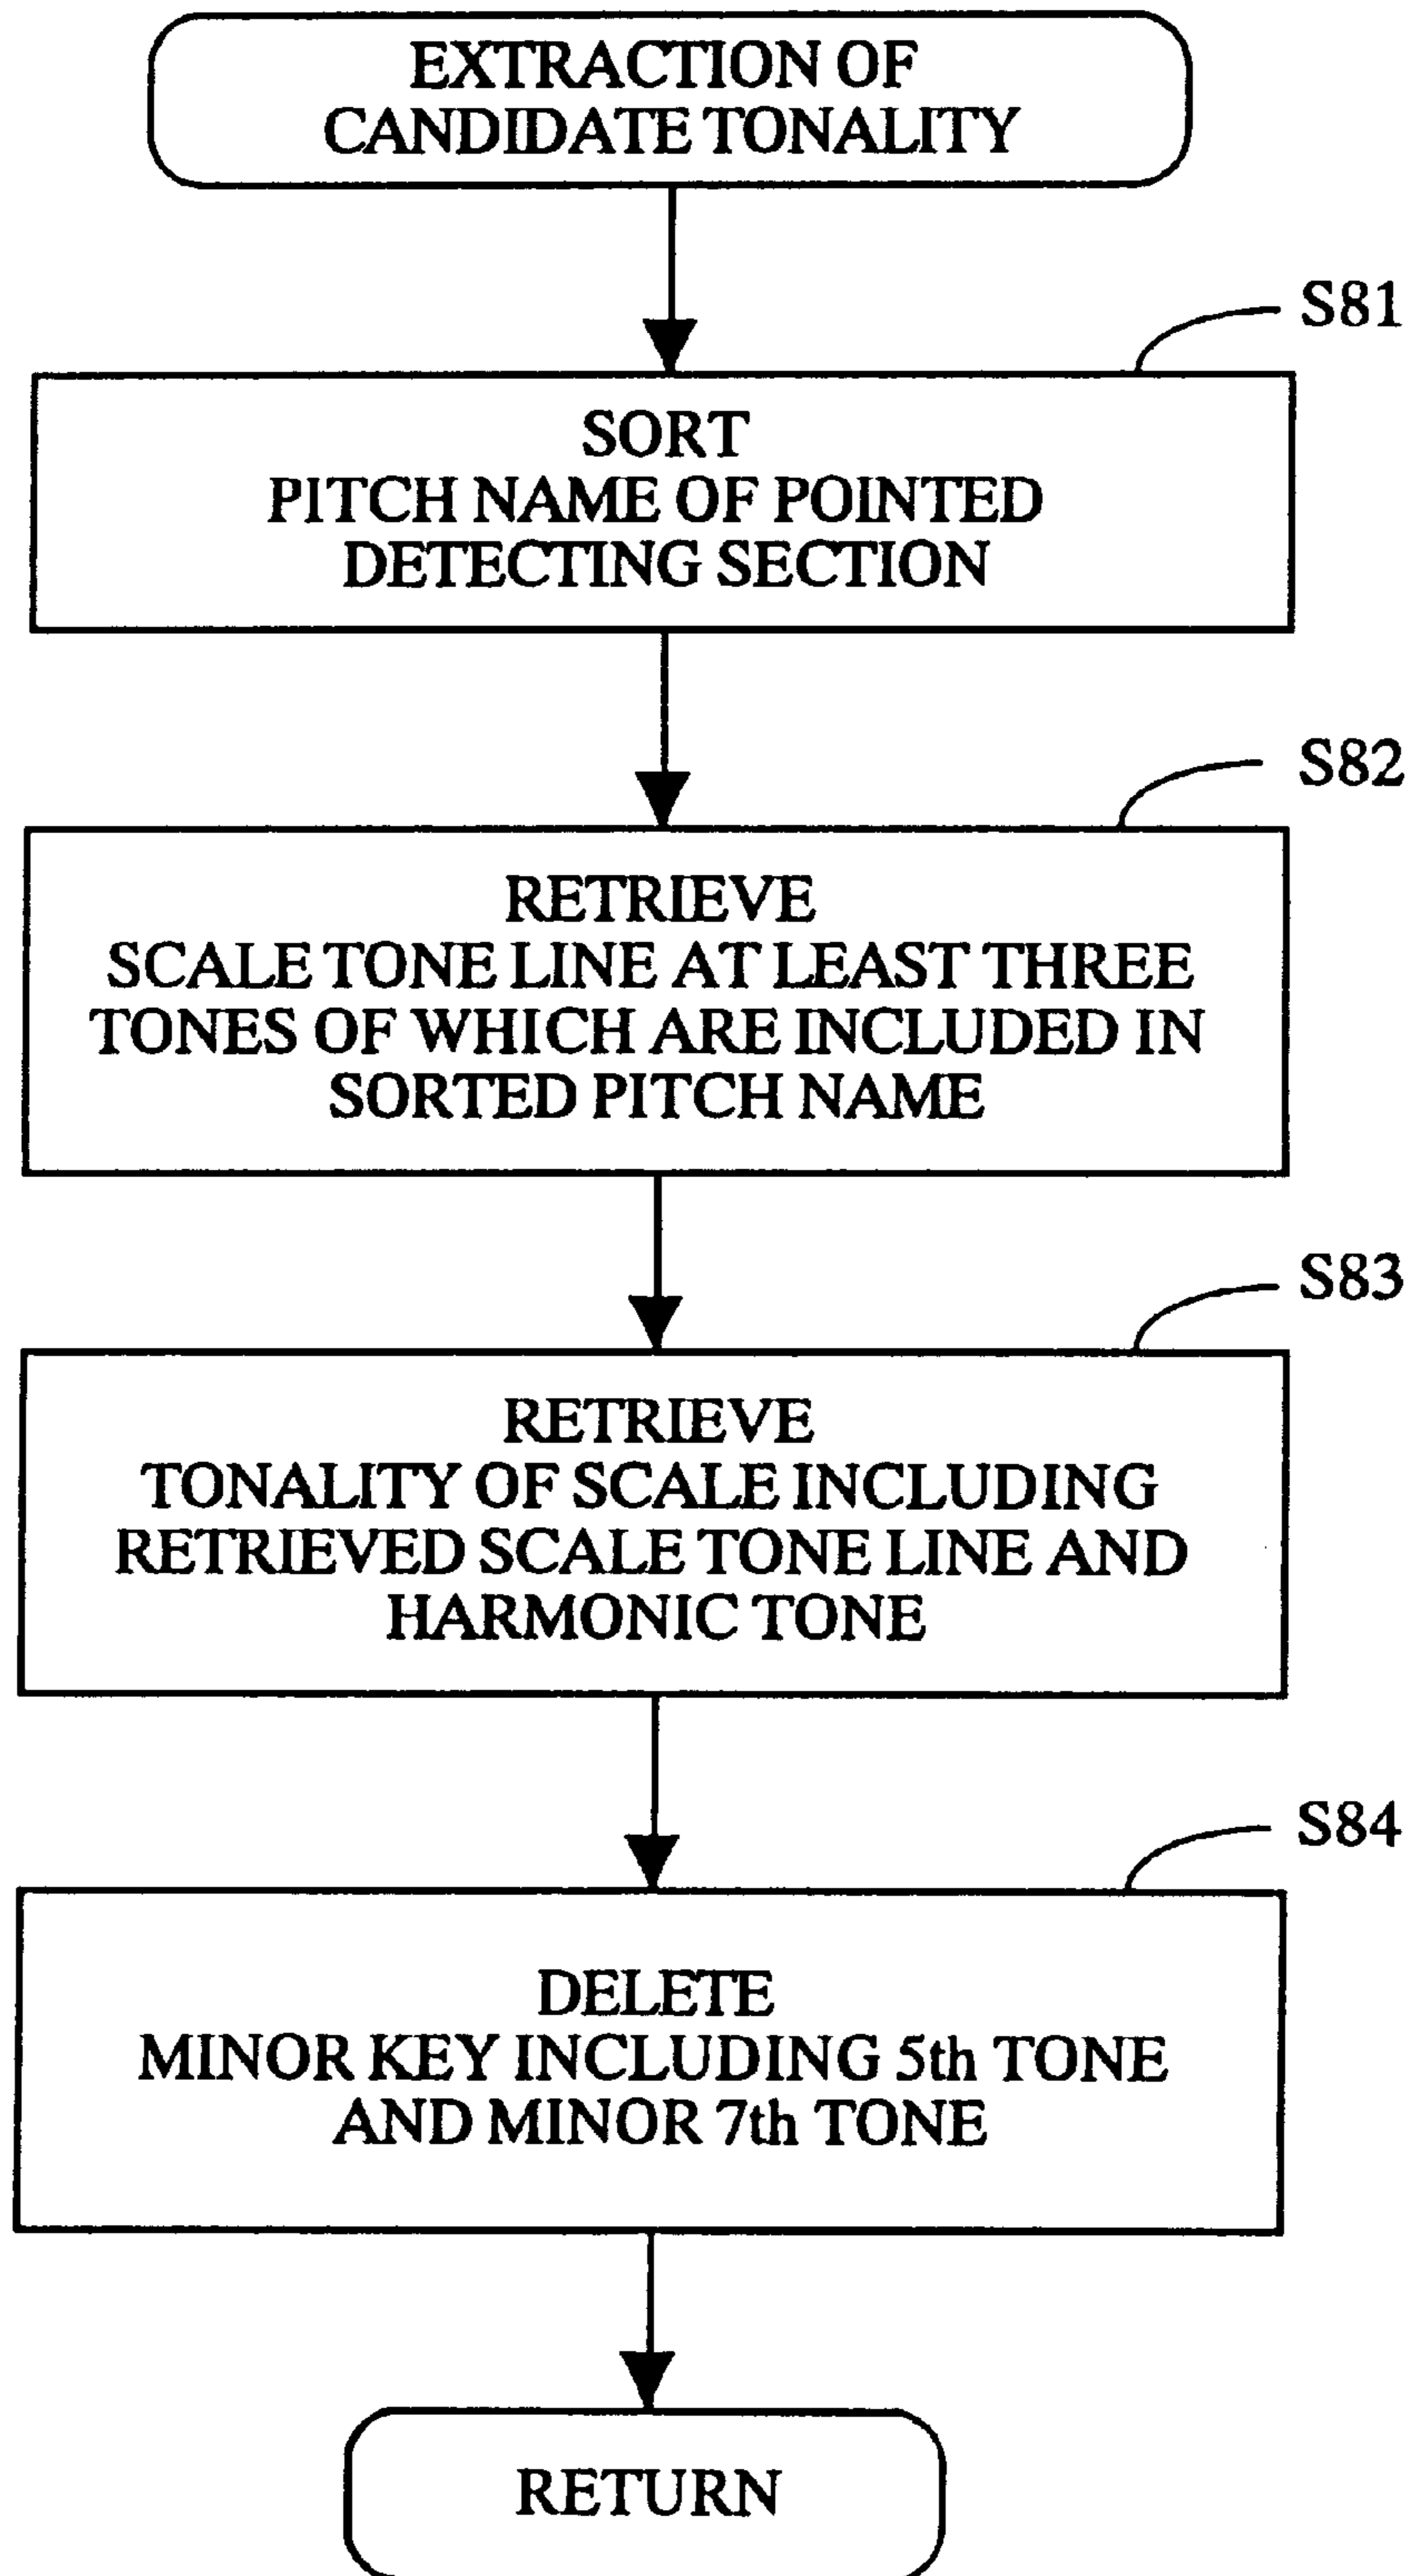 EXTRACTION OF
CANDIDATE TONALITY
S81
SORT
PITCH NAME OF POINTED
DETECTING SECTION
S82
RETRIEVE
SCALE TONE LINE AT LEAST THREE
TONES OF WHICH ARE INCLUDED IN
SORTED PITCH NAME
S83
RETRIEVE
TONALITY OF SCALE INCLUDING
RETRIEVED SCALE TONE LINE AND
HARMONIC TONE
S84
DELETE
MINOR KEY INCLUDING 5th TONE
AND MINOR 7th TONE
RETURN